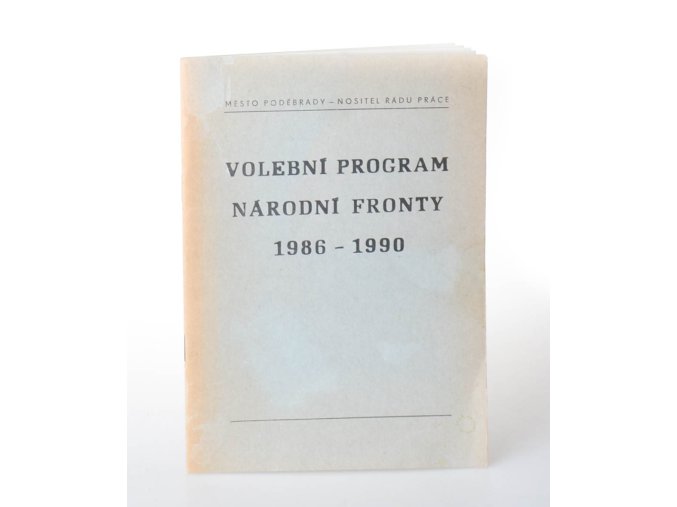 MĚSTO PODĚBRADY – NOSITEL ŘÁDU PRÁCE
VOLEBNÍ PROGRAM
NÁRODNÍ FRONTY
1986 – 1990